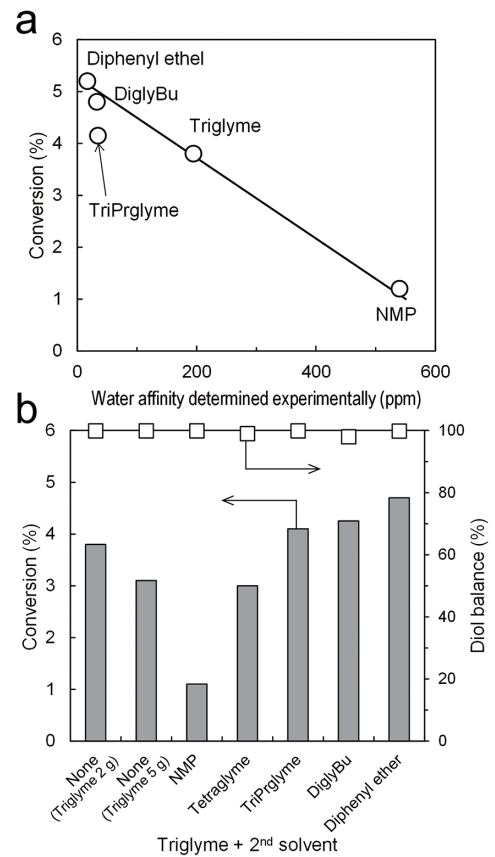 a
6
5
4
3
2
1
0
Conversion (%)
Diphenyl ethel
DiglyBu
Triglyme
TriPrglyme
NMP
0 200 400 600
Water affinity determined experimentally (ppm)
b
6
5
4
3
2
1
0
Conversion (%)
100
80
60
40
20
0
Diol balance (%)
None
(Triglyme 2 g)
None
(Triglyme 5 g)
NMP
Tetraglyme
TriPrglyme
DiglyBu
Diphenyl ether
Triglyme + 2nd solvent